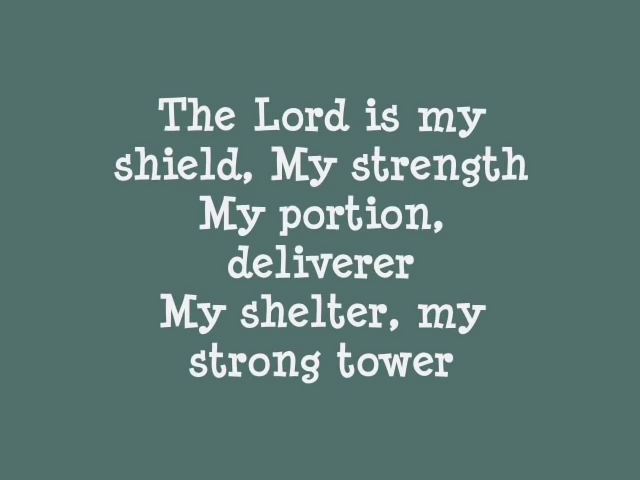 The Lord is my
shield, My strength
My portion,
deliverer
My shelter, my
strong tower